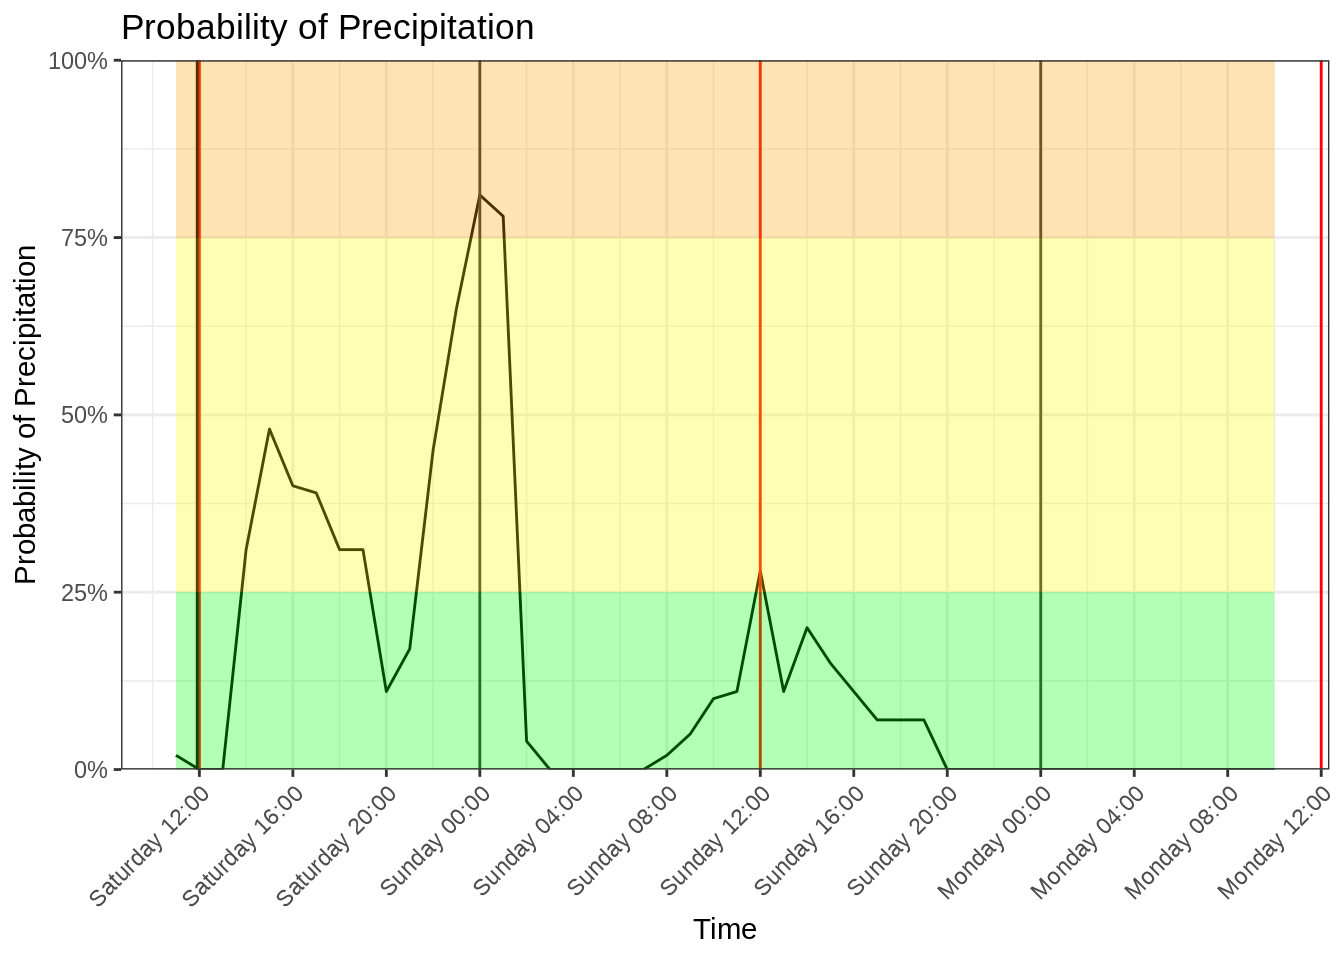 Probability of Precipitation
Probability of Precipitation
100%
75%
50%
25%
0%
Saturday 12:00
Saturday 16:00
Saturday 20:00
Sunday 00:00
Sunday 04:00
Sunday 08:00
Sunday 12:00
Sunday 16:00
Sunday 20:00
Monday 00:00
Monday 04:00
Monday 08:00
Monday 12:00
Time